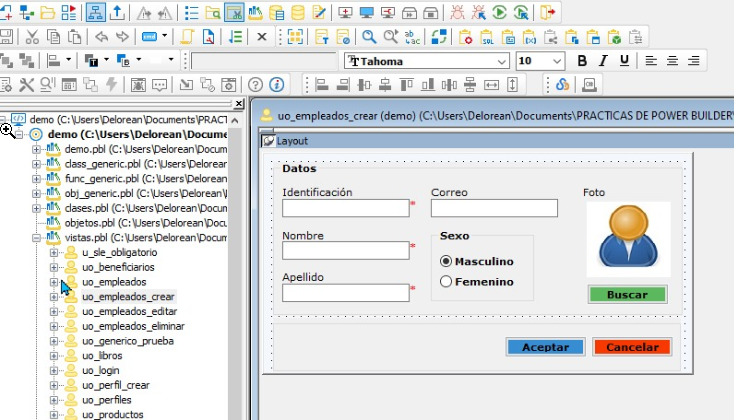 Tahoma
10
B I U
demo (C:\Users\Delorean\Documents\PRACT
demo (C:\Users\Delorean\Docume
demo.pbl (C:\Users\Delorean\Docum
class_generic.pbl (C:\Users\Delorean
func_generic.pbl (C:\Users\Delorean
obj_generic.pbl (C:\Users\Delorean\
clases.pbl (C:\Users\Delorean\Docum
objetos.pbl (C:\Users\Delorean\Docu
vistas.pbl (C:\Users\Delorean\Docum
u_sle_obligatorio
uo_beneficiarios
uo_empleados
uo_empleados_crear
uo_empleados_editar
uo_empleados_eliminar
uo_generico_prueba
uo_libros
uo_login
uo_perfil_crear
uo_perfiles
uo_productos
uo_empleados_crear (demo) (C:\Users\Delorean\Documents\PRACTICAS DE POWER BUILDER\
Layout
Datos
Identificación
Correo
Foto
*
Nombre
Sexo
*
Masculino
Apellido
Femenino
*
Buscar
Aceptar
Cancelar